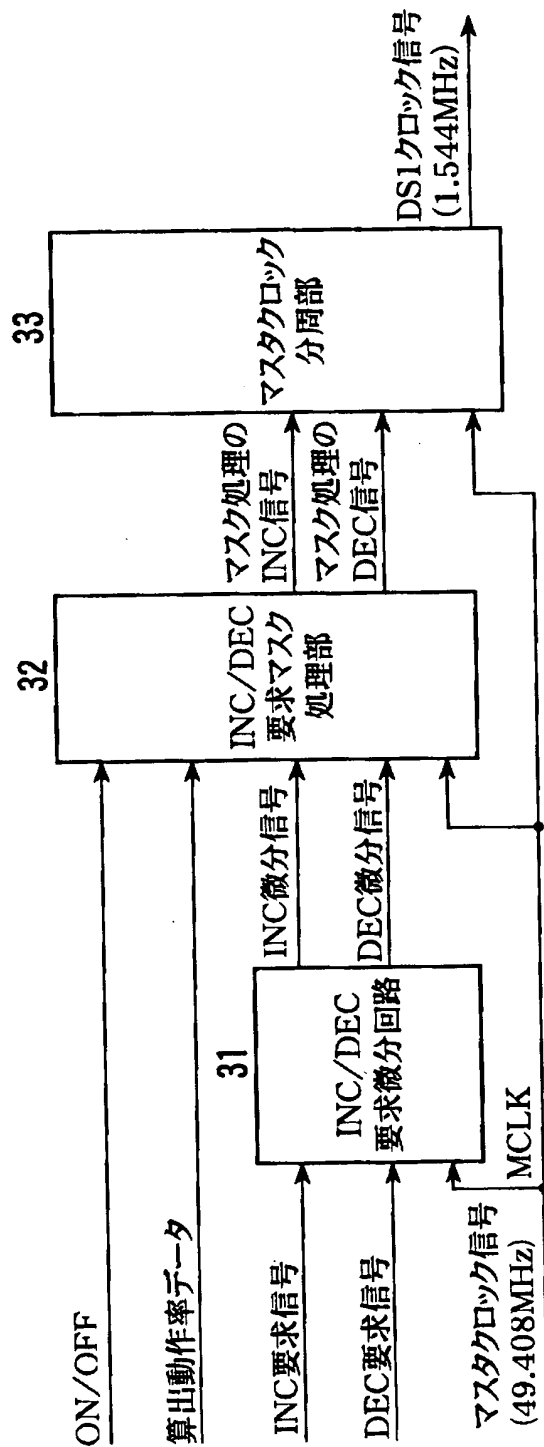 ON/OFF
算出動作率データ
INC要求信号
DEC要求信号
マスタクロック信号
(49.408MHz)
MCLK
31
INC/DEC
要求微分回路
INC微分信号
DEC微分信号
32
INC/DEC
要求マスク
処理部
マスク処理の
INC信号
マスク処理の
DEC信号
33
マスタクロック
分周部
DS1クロック信号
(1.544MHz)